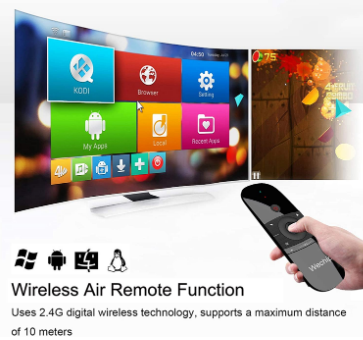 04:50
KODI
Browser
Setting
My Apps
Local
Recent Apps
Wireless Air Remote Function
Uses 2.4G digital wireless technology, supports a maximum distance
of 10 meters